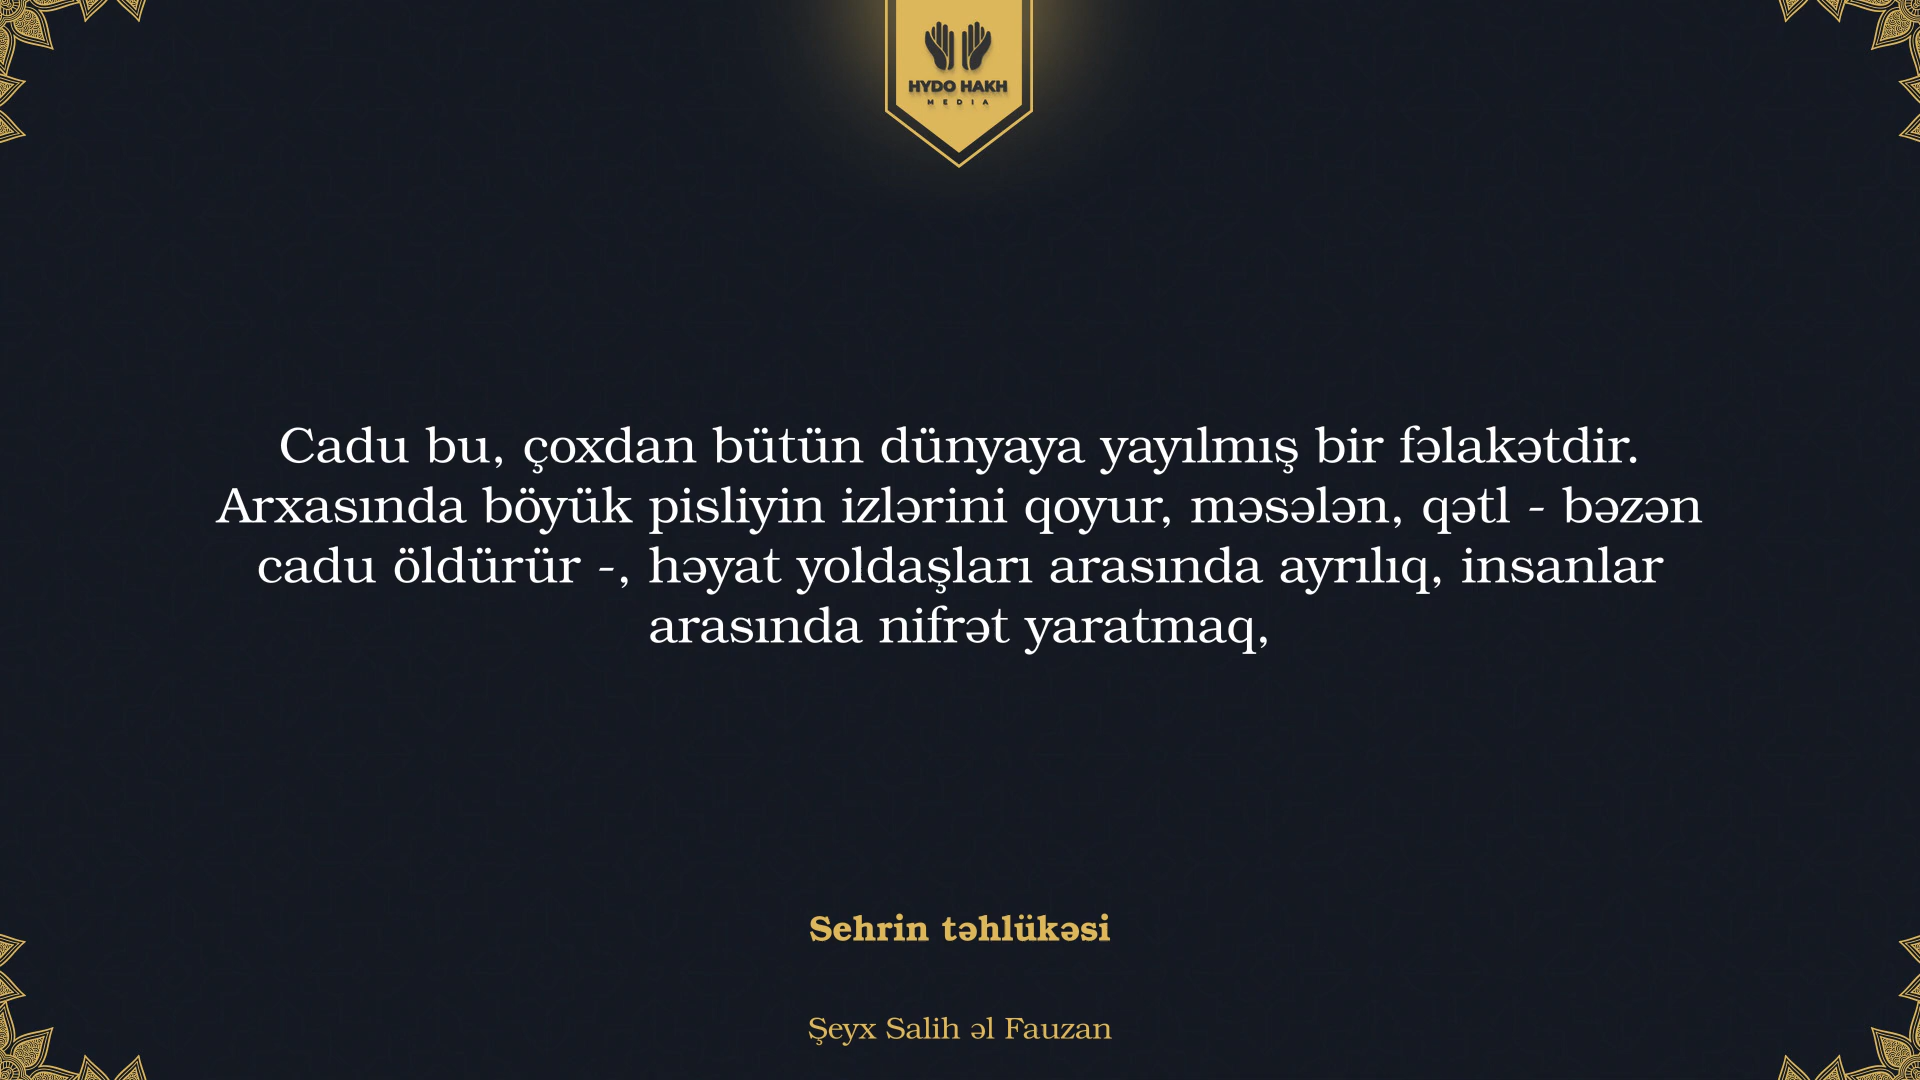 HYDO HAKH
MEDIA
Cadu bu, çoxdan bütün dünyaya yayılmış bir fəlakətdir.
Arxasında böyük pisliyin izlərini qoyur, məsələn, qətl - bəzən
cadu öldürür -, həyat yoldaşları arasında ayrılıq, insanlar
arasında nifrət yaratmaq,
Sehrin təhlükəsi
Şeyx Salih əl Fauzan